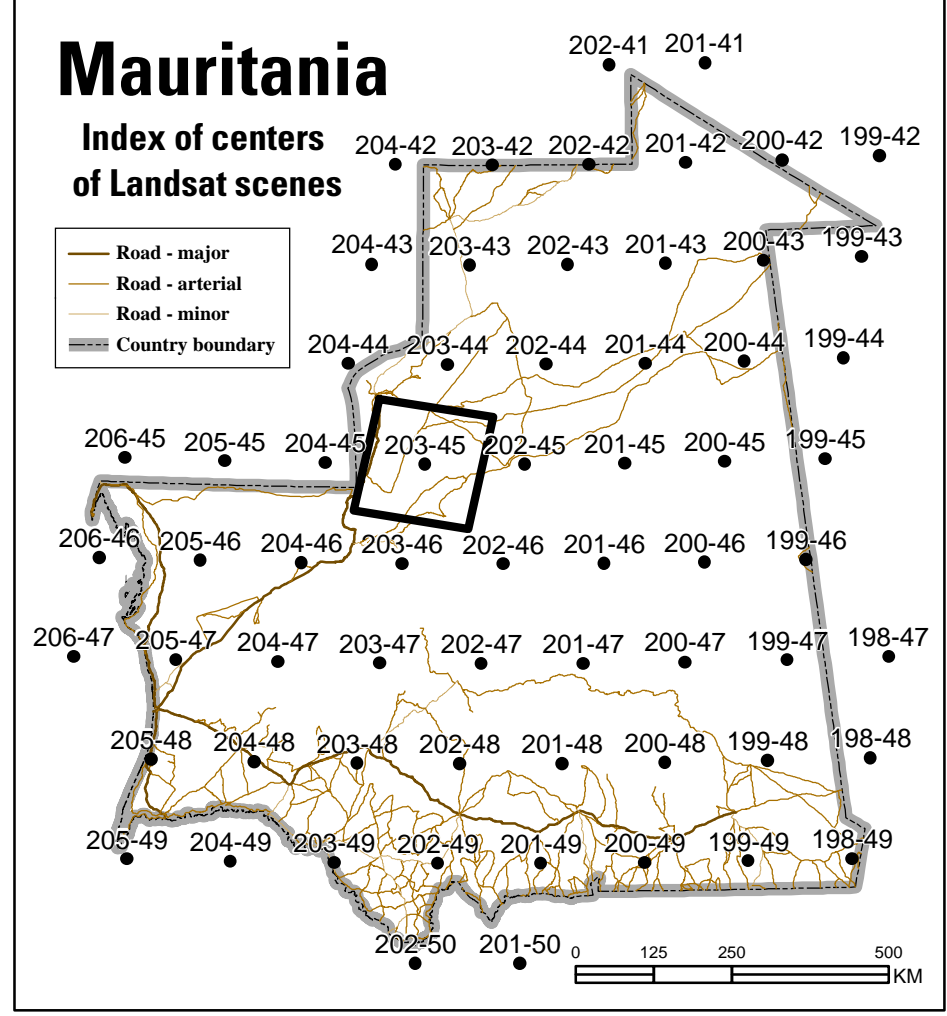 Mauritania
Index of centers
of Landsat scenes
Road - major
Road - arterial
Road - minor
Country boundary
202-41 201-41
204-42 203-42 202-42 201-42 200-42 199-42
204-43 203-43 202-43 201-43 200-43 199-43
204-44 203-44 202-44 201-44 200-44 199-44
206-45 205-45 204-45 203-45 202-45 201-45 200-45 199-45
206-46 205-46 204-46 203-46 202-46 201-46 200-46 199-46
206-47 205-47 204-47 203-47 202-47 201-47 200-47 199-47 198-47
205-48 204-48 203-48 202-48 201-48 200-48 199-48 198-48
205-49 204-49 203-49 202-49 201-49 200-49 199-49 198-49
202-50 201-50
0 125 250 500
KM